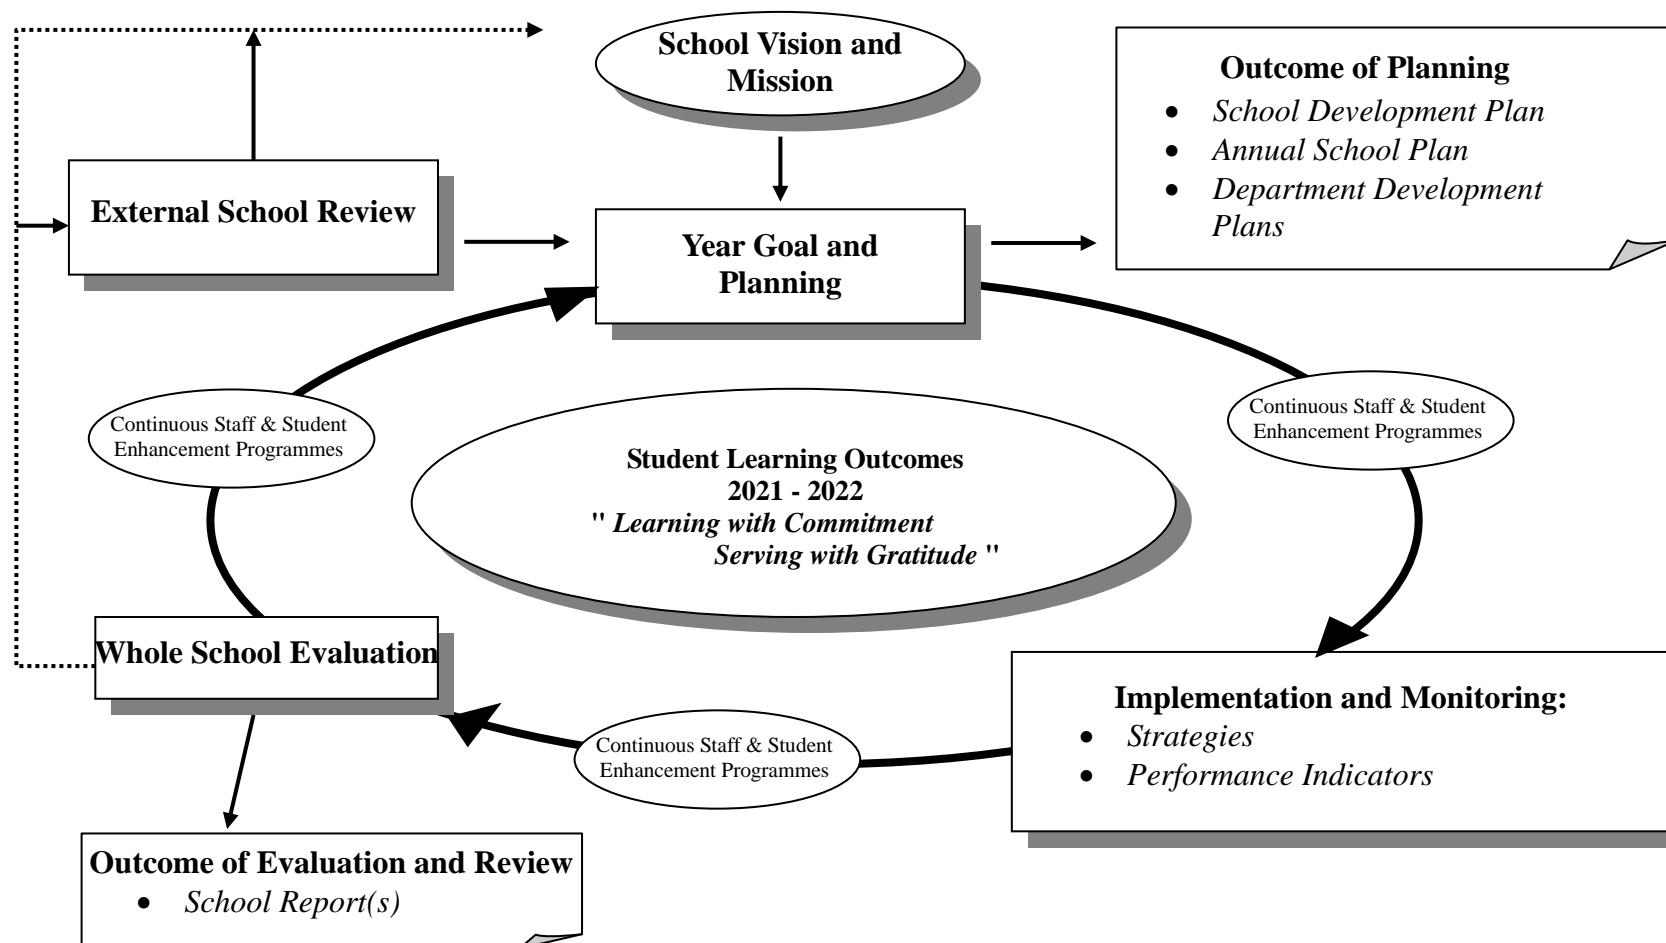 School Vision and
Mission
Outcome of Planning
• School Development Plan
• Annual School Plan
• Department Development
Plans
External School Review
Year Goal and
Planning
Continuous Staff & Student
Enhancement Programmes
Continuous Staff & Student
Enhancement Programmes
Student Learning Outcomes
2021 - 2022
" Learning with Commitment
Serving with Gratitude "
Whole School Evaluation
Implementation and Monitoring:
• Strategies
• Performance Indicators
Continuous Staff & Student
Enhancement Programmes
Outcome of Evaluation and Review
• School Report(s)